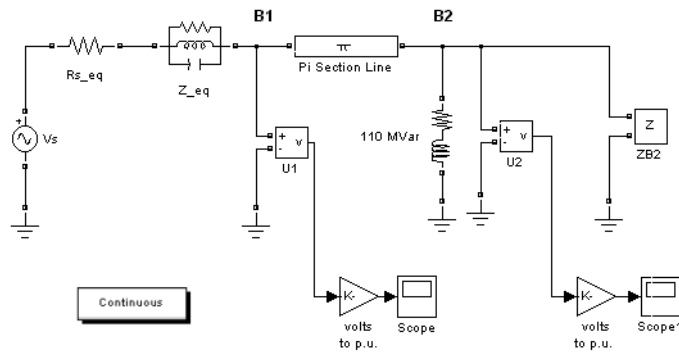 B1
B2
π
Rs_eq
Z_eq
Pi Section Line
+
Vs
+
v
-
U1
110 MVar
+
v
-
U2
Z
ZB2
Continuous
K-
volts
to p.u.
Scope
K-
volts
to p.u.
Scope1